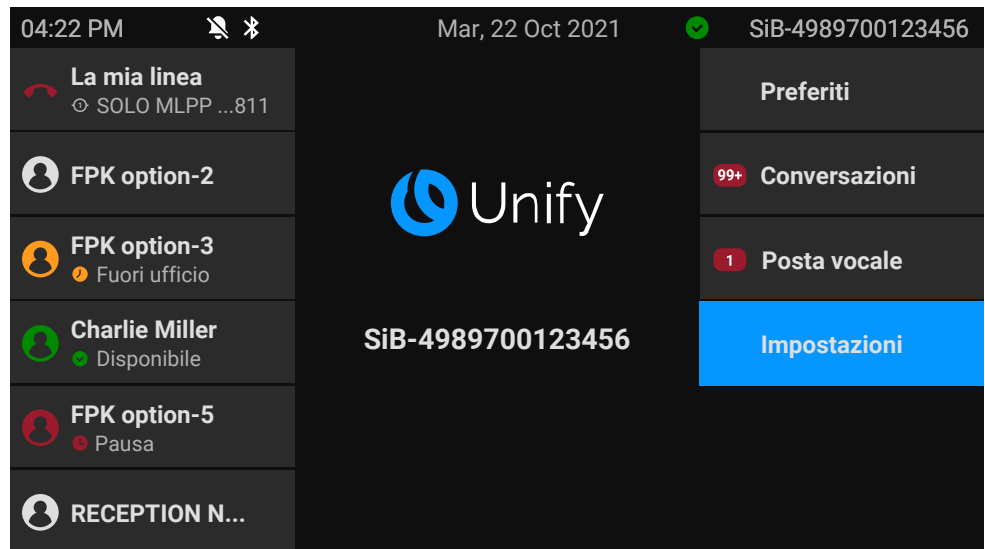 04:22 PM
Mar, 22 Oct 2021
SiB-4989700123456
La mia linea
SOLO MLPP ...811
FPK option-2
FPK option-3
Fuori ufficio
Charlie Miller
Disponibile
FPK option-5
Pausa
RECEPTION N...
Unify
SiB-4989700123456
Preferiti
99+ Conversazioni
1 Posta vocale
Impostazioni